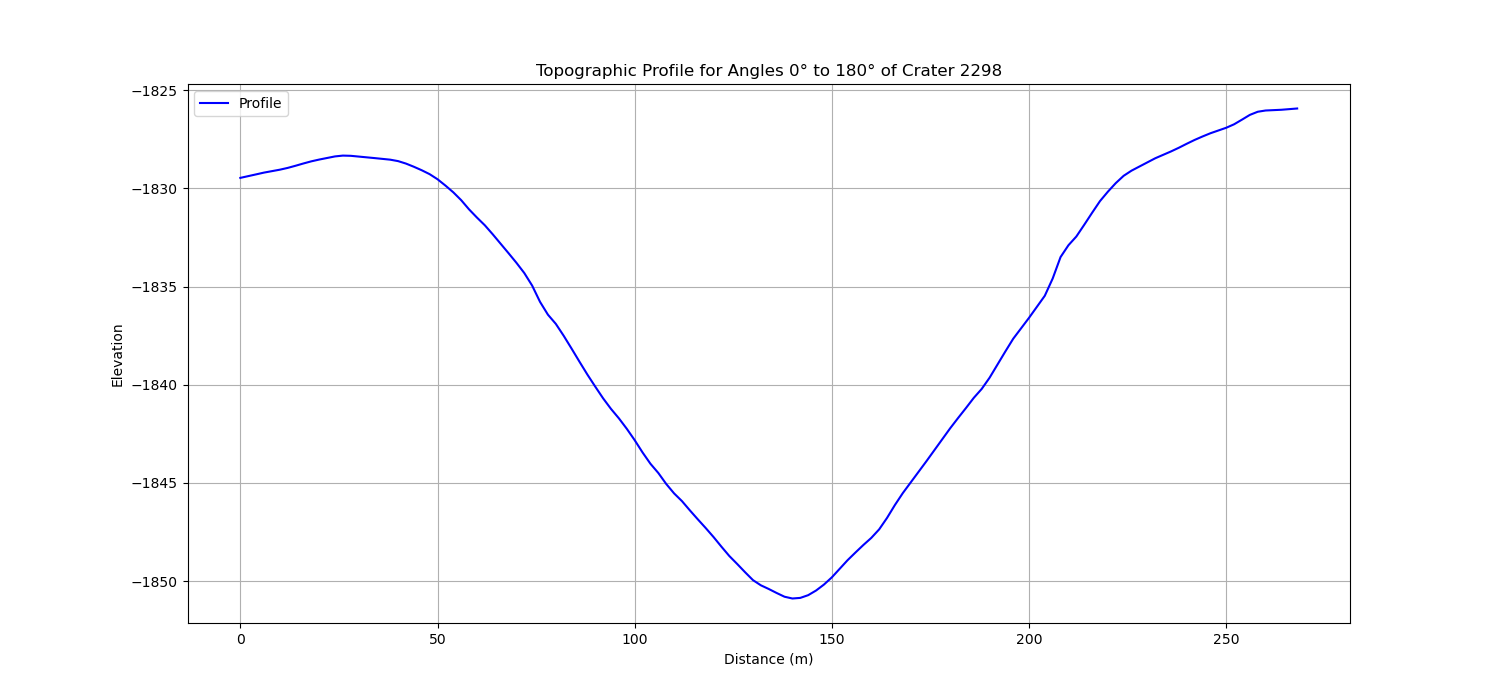 Topographic Profile for Angles 0° to 180° of Crater 2298
Profile
−1825
−1830
−1835
−1840
−1845
−1850
Elevation
0 50 100 150 200 250
Distance (m)